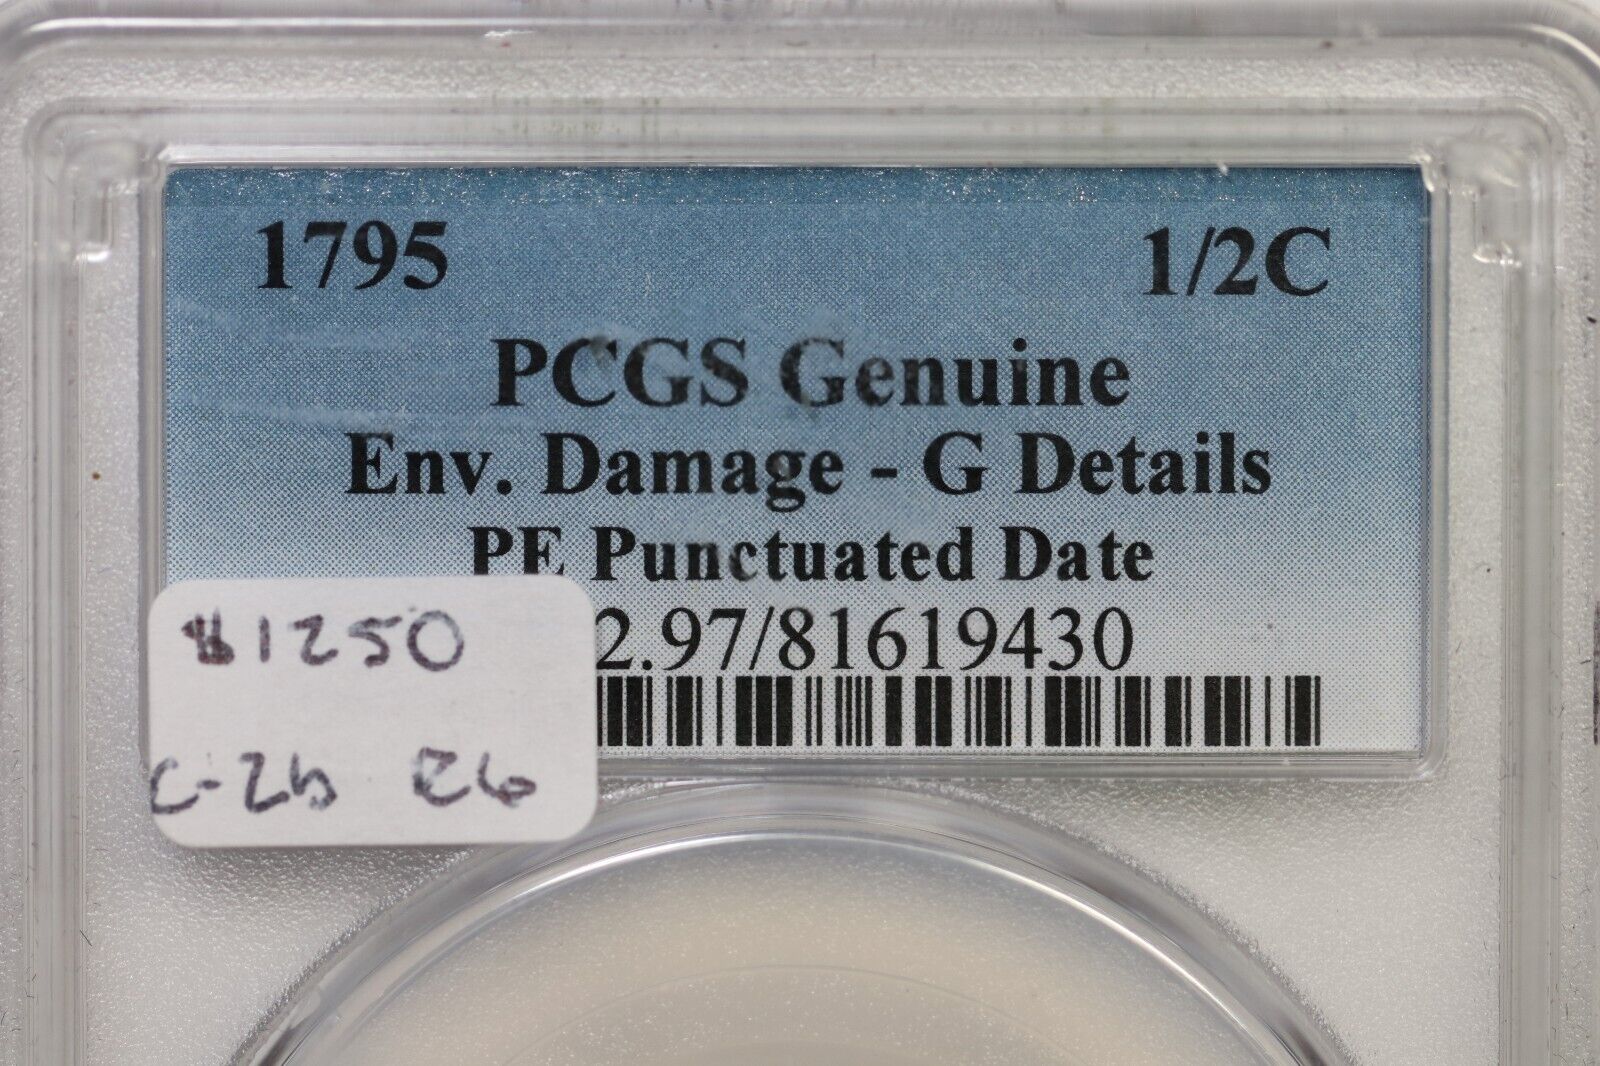 1795 1/2C
PCGS Genuine
Env. Damage - G Details
PE Punctuated Date
2.97/81619430
$1250
C-2b R6